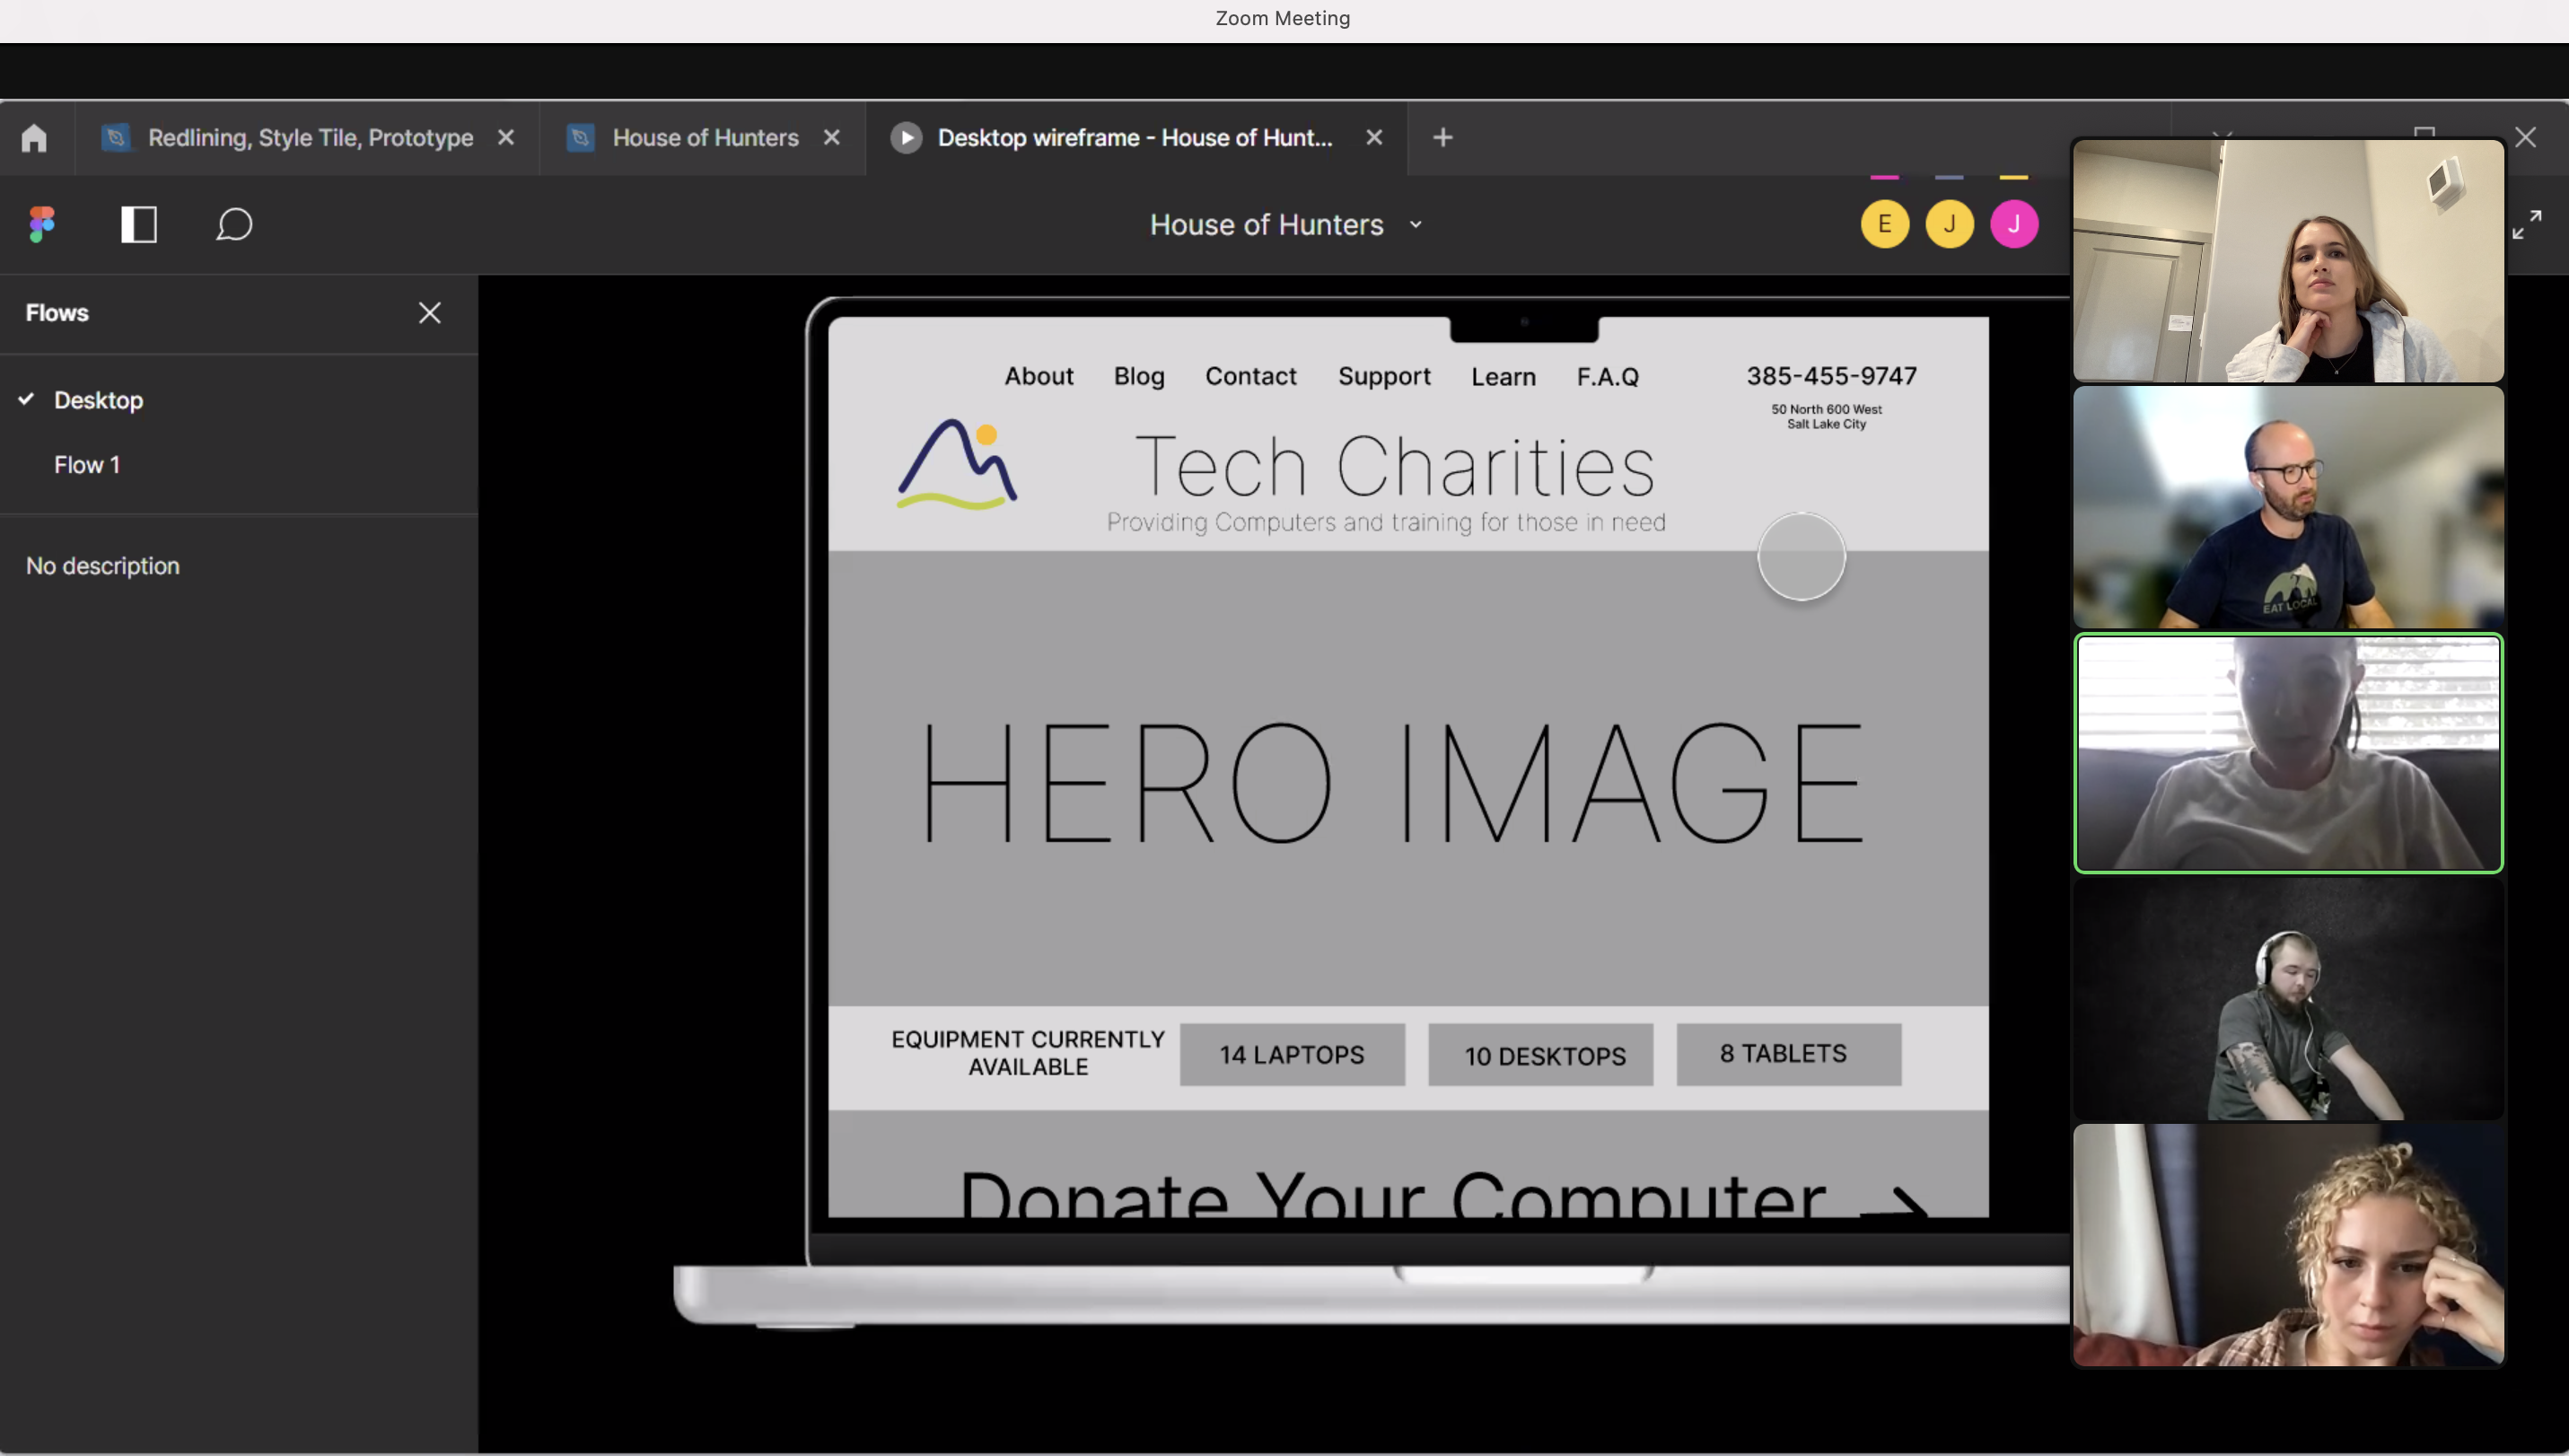 Zoom Meeting
Redlining, Style Tile, Prototype
House of Hunters
Desktop wireframe - House of Hunt...
House of Hunters
E
J
J
Flows
Desktop
Flow 1
No description
About
Blog
Contact
Support
Learn
F.A.Q
385-455-9747
50 North 600 West
Salt Lake City
Tech Charities
Providing Computers and training for those in need
HERO IMAGE
EQUIPMENT CURRENTLY
AVAILABLE
14 LAPTOPS
10 DESKTOPS
8 TABLETS
Donate Your Computer
EAT LOCAL